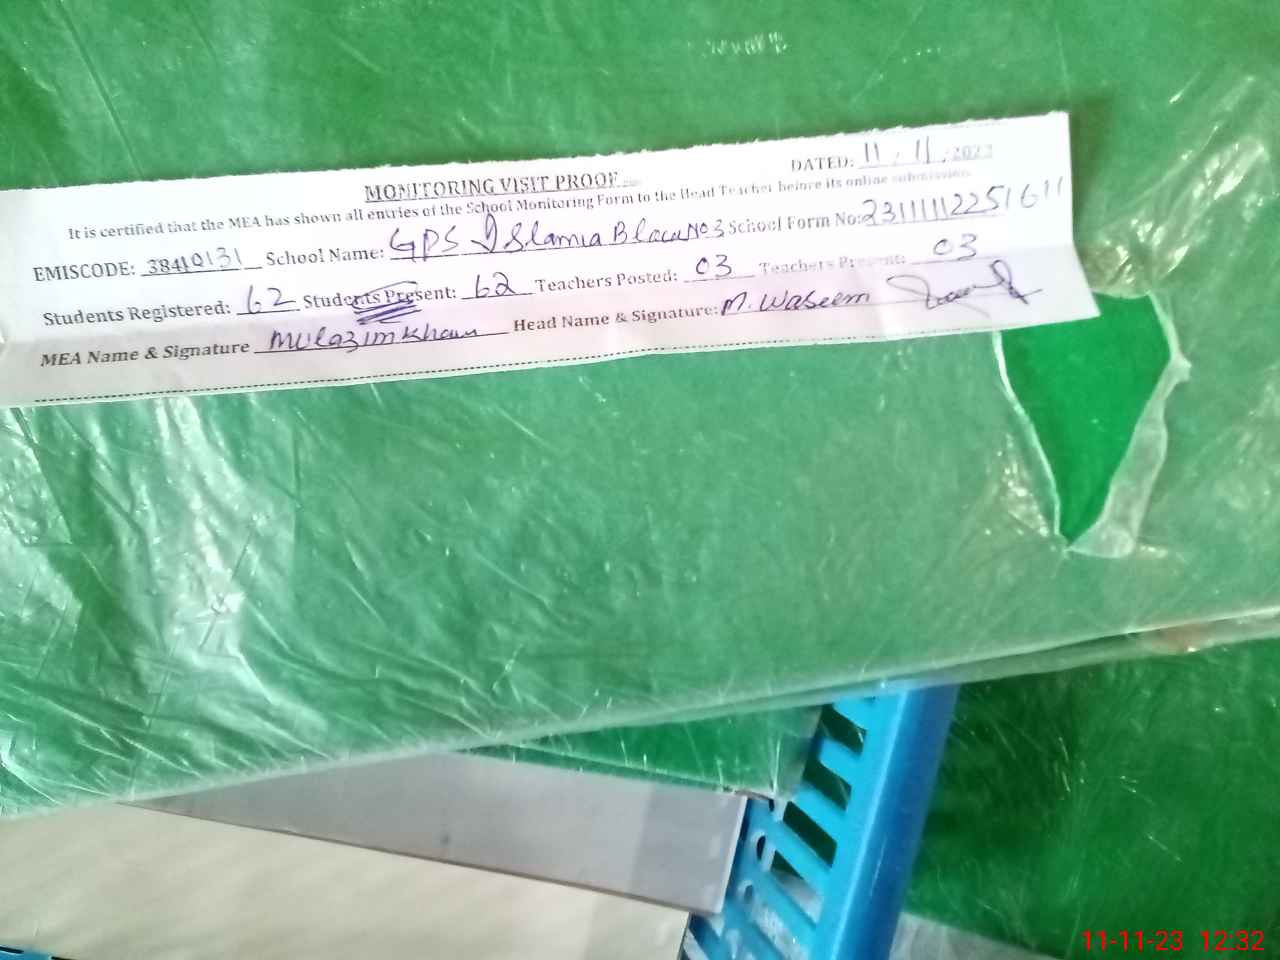 DATED: 11 . 11 .2023
MONITORING VISIT PROOF
It is certified that the MEA has shown all entries of the School Monitoring Form to the Head Teacher before its online submission.
EMISCODE: 38410131 School Name: GPS Islamia Block No 3 School Form No: 231111122516 11
Students Registered: 62 Students Present: 62 Teachers Posted: 03 Teachers Present: 03
MEA Name & Signature Mulazim Khan Head Name & Signature: M. Waseem
11-11-23 12:32